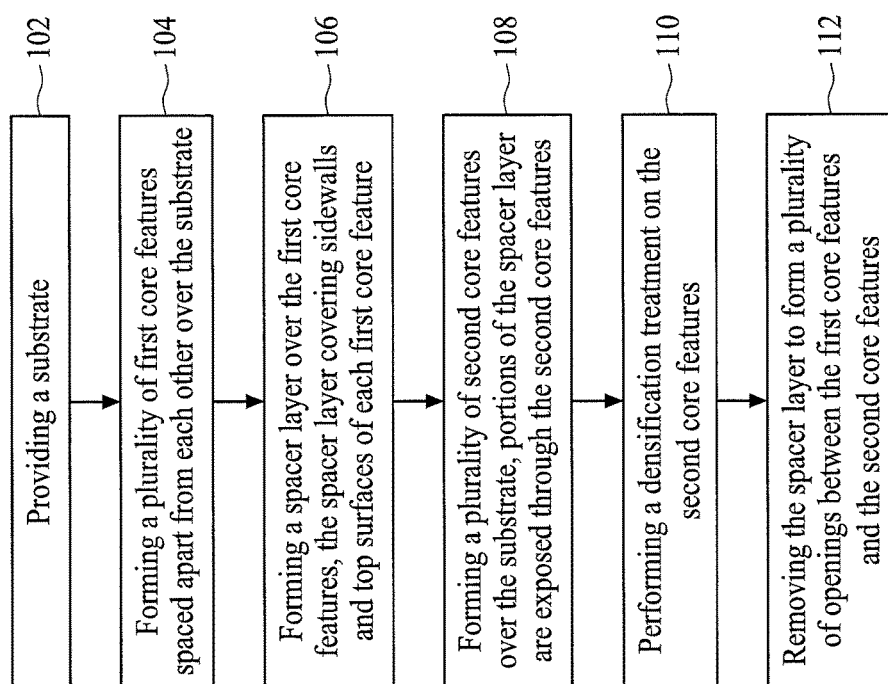 Providing a substrate
102
Forming a plurality of first core features
spaced apart from each other over the substrate
104
Forming a spacer layer over the first core
features, the spacer layer covering sidewalls
and top surfaces of each first core feature
106
Forming a plurality of second core features
over the substrate, portions of the spacer layer
are exposed through the second core features
108
Performing a densification treatment on the
second core features
110
Removing the spacer layer to form a plurality
of openings between the first core features
and the second core features
112